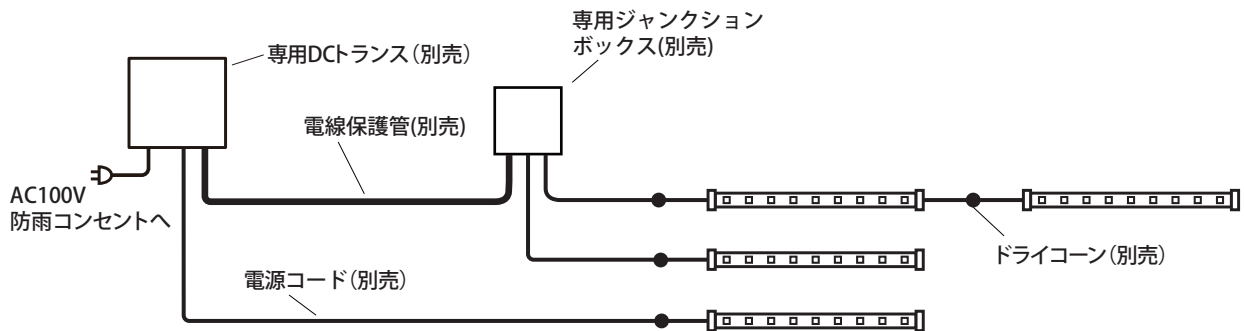 専用ジャンクション
ボックス(別売)
専用DCトランス（別売）
電線保護管(別売)
AC100V
防雨コンセントへ
ドライコーン（別売）
電源コード（別売）